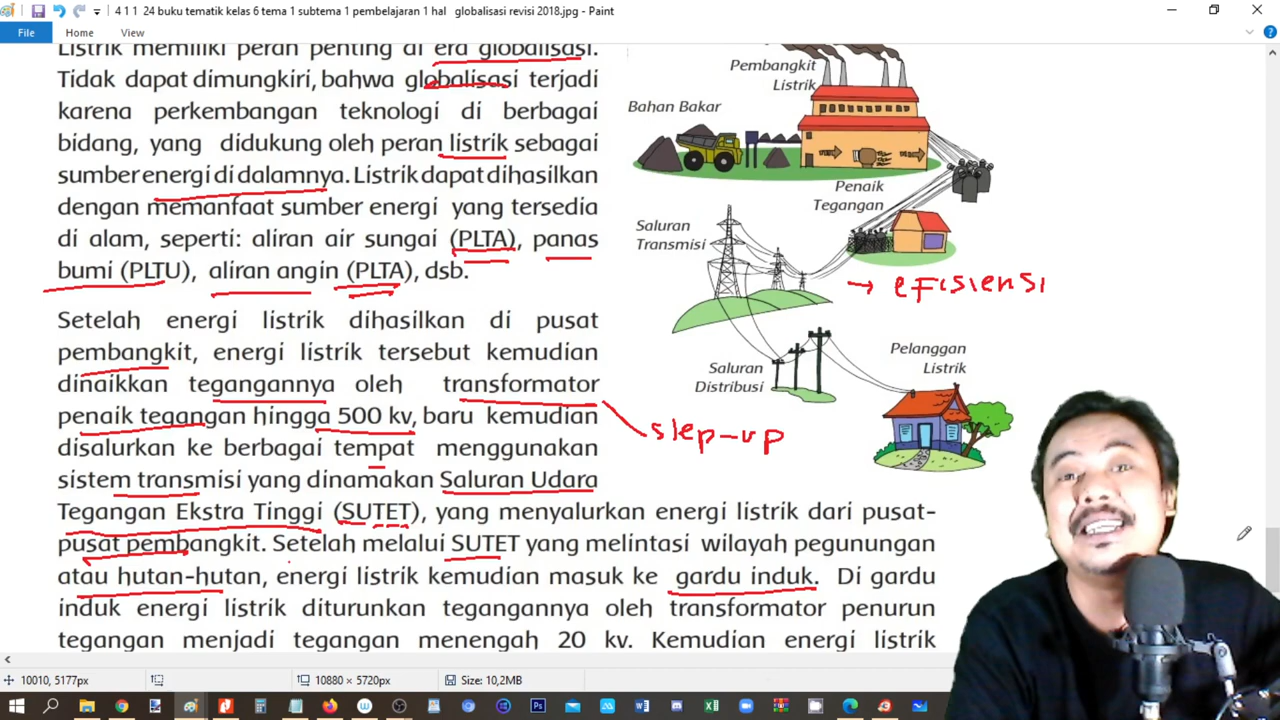 4 1 1 24 buku tematik kelas 6 tema 1 subtema 1 pembelajaran 1 hal globalisasi revisi 2018.jpg - Paint
File Home View
Listrik memiliki peran penting di era globalisasi.
Tidak dapat dimungkiri, bahwa globalisasi terjadi
karena perkembangan teknologi di berbagai
bidang, yang didukung oleh peran listrik sebagai
sumber energi di dalamnya. Listrik dapat dihasilkan
dengan memanfaat sumber energi yang tersedia
di alam, seperti: aliran air sungai (PLTA), panas
bumi (PLTU), aliran angin (PLTA), dsb.
Setelah energi listrik dihasilkan di pusat
pembangkit, energi listrik tersebut kemudian
dinaikkan tegangannya oleh transformator
penaik tegangan hingga 500 kv, baru kemudian
disalurkan ke berbagai tempat menggunakan
sistem transmisi yang dinamakan Saluran Udara
Tegangan Ekstra Tinggi (SUTET), yang menyalurkan energi listrik dari pusat-
pusat pembangkit. Setelah melalui SUTET yang melintasi wilayah pegunungan
atau hutan-hutan, energi listrik kemudian masuk ke gardu induk. Di gardu
induk energi listrik diturunkan tegangannya oleh transformator penurun
tegangan menjadi tegangan menengah 20 kv. Kemudian energi listrik
Pembangkit
Listrik
Bahan Bakar
Penaik
Tegangan
Saluran
Transmisi
→ efisiensi
Saluran
Distribusi
Pelanggan
Listrik
step-up
10010, 5177px
10880 × 5720px
Size: 10,2MB